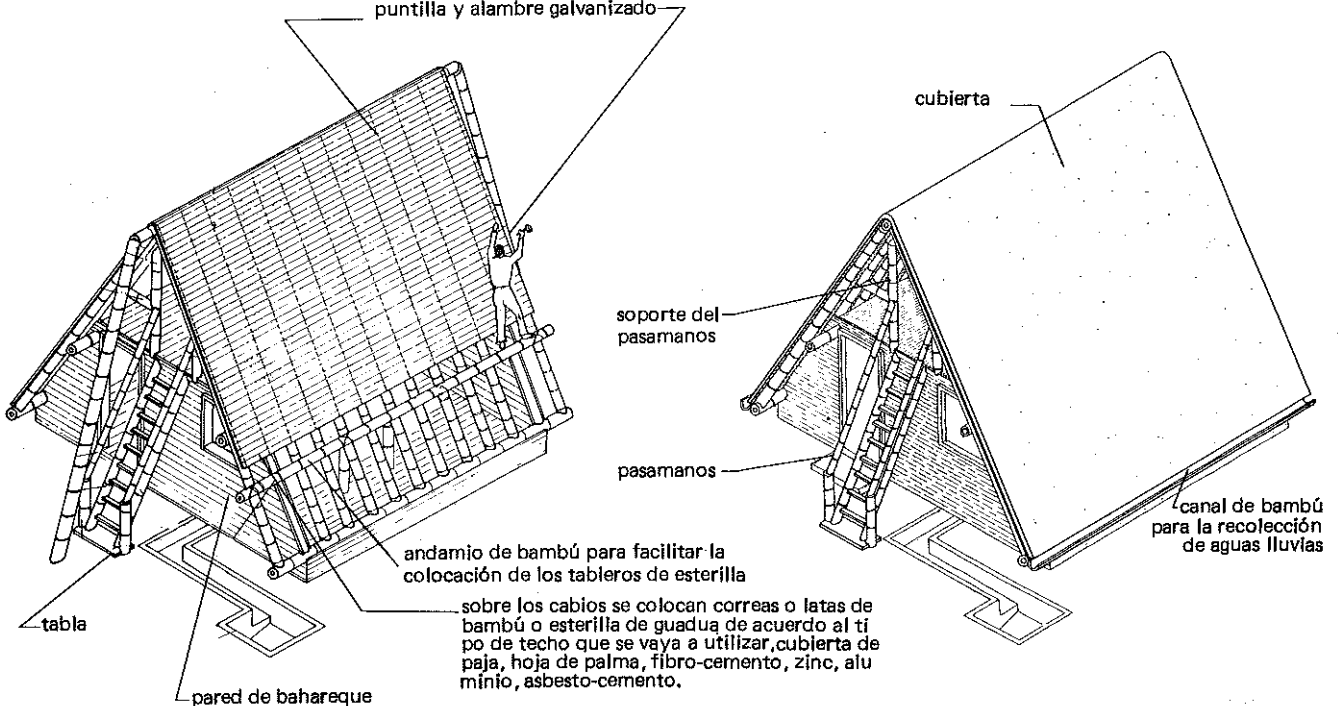 puntilla y alambre galvanizado
cubierta
soporte del
pasamanos
pasamanos
canal de bambú
para la recolección
de aguas lluvias
andamio de bambú para facilitar la
colocación de los tableros de esterilla
sobre los cabios se colocan correas o latas de
bambú o esterilla de guadua de acuerdo al ti
po de techo que se vaya a utilizar,cubierta de
paja, hoja de palma, fibro-cemento, zinc, alu
minio, asbesto-cemento.
tabla
pared de bahareque